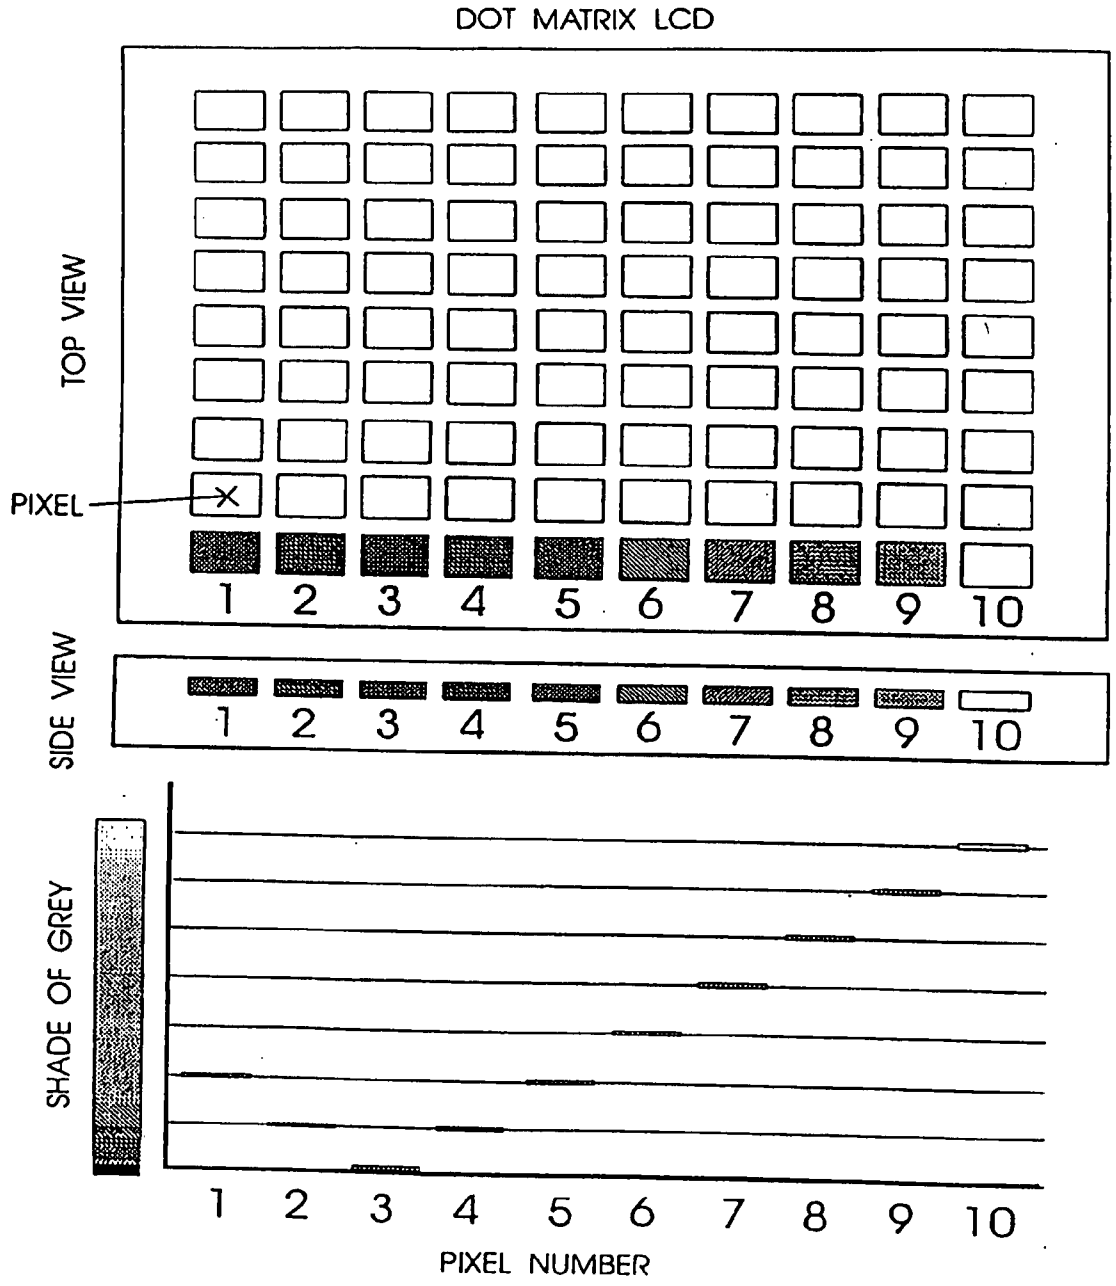 DOT MATRIX LCD
TOP VIEW
PIXEL
1 2 3 4 5 6 7 8 9 10
SIDE VIEW
1 2 3 4 5 6 7 8 9 10
SHADE OF GREY
1 2 3 4 5 6 7 8 9 10
PIXEL NUMBER